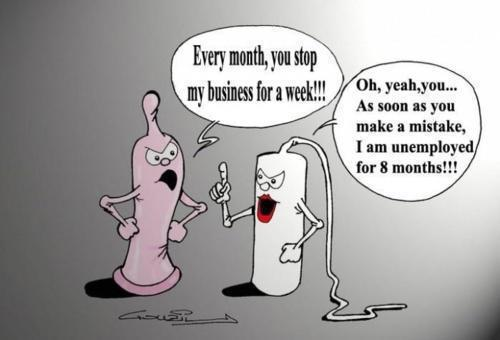 Every month, you stop
my business for a week!!!
Oh, yeah,you...
As soon as you
make a mistake,
I am unemployed
for 8 months!!!